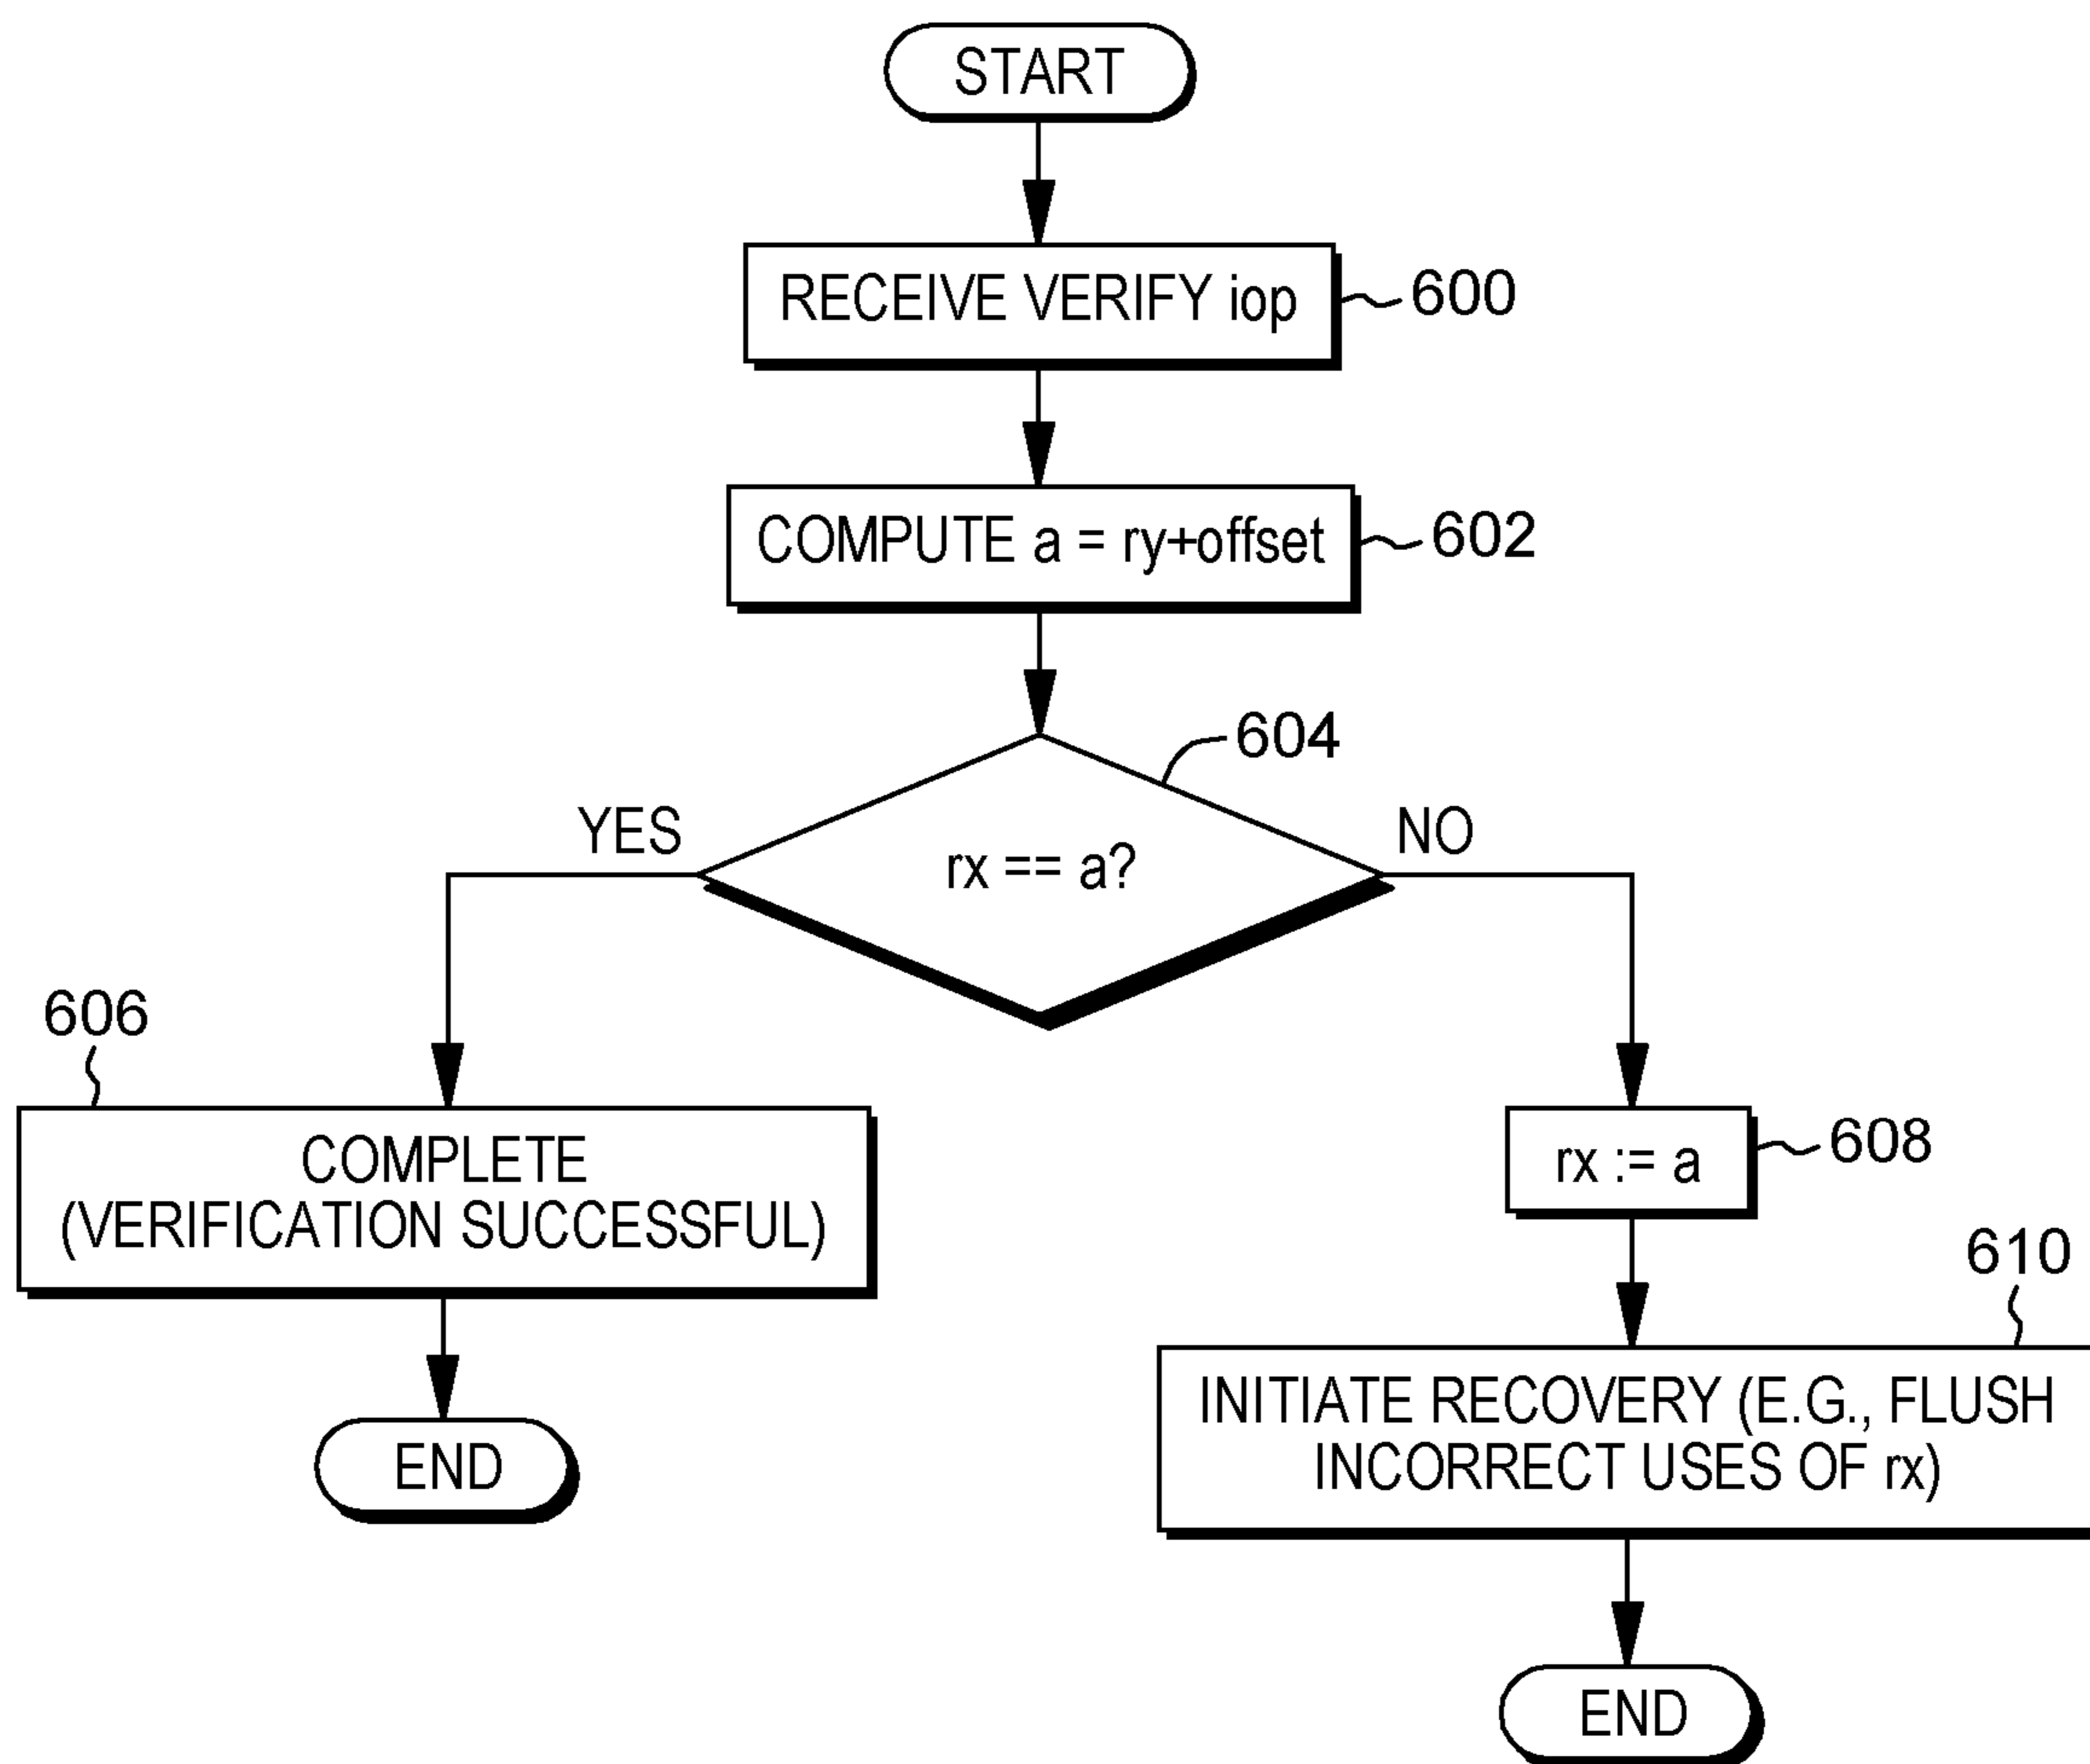 START
RECEIVE VERIFY iop
600
COMPUTE a = ry+offset
602
604
YES
rx == a?
NO
606
COMPLETE
(VERIFICATION SUCCESSFUL)
END
rx := a
608
610
INITIATE RECOVERY (E.G., FLUSH
INCORRECT USES OF rx)
END